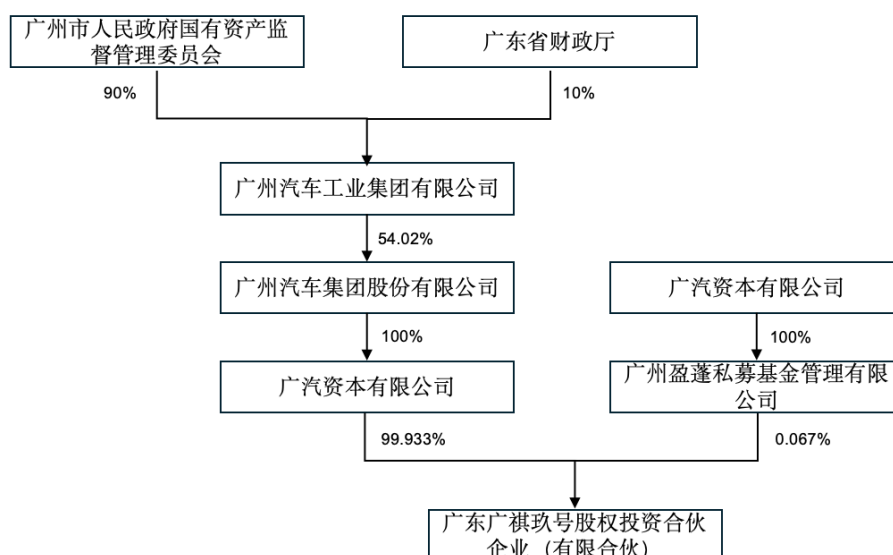 广州市人民政府国有资产监
督管理委员会
广东省财政厅
90%
10%
广州汽车工业集团有限公司
54.02%
广州汽车集团股份有限公司
广汽资本有限公司
100%
100%
广汽资本有限公司
广州盈蓬私募基金管理有限
公司
99.933%
0.067%
广东广祺玖号股权投资合伙
企业（有限合伙）